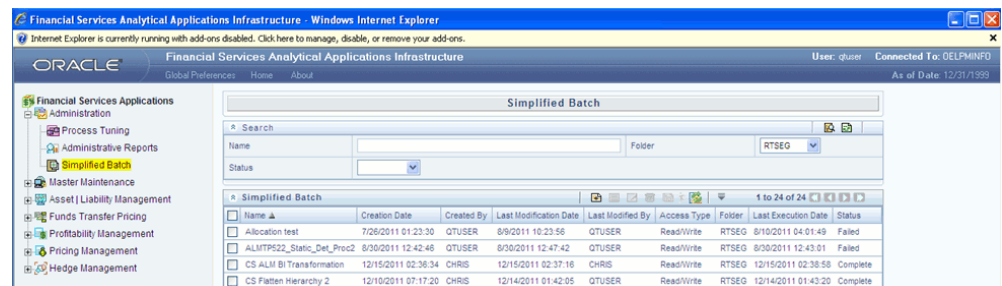 Financial Services Analytical Applications Infrastructure - Windows Internet Explorer
Internet Explorer is currently running with add-ons disabled. Click here to manage, disable, or remove your add-ons.
ORACLE
Financial Services Analytical Applications Infrastructure
User: qtuser Connected To: OELPMINFO
Global Preferences Home About
As of Date: 12/31/1999
Financial Services Applications
Administration
Process Tuning
Administrative Reports
Simplified Batch
Master Maintenance
Asset | Liability Management
Funds Transfer Pricing
Profitability Management
Pricing Management
Hedge Management
Simplified Batch
Search
Name Folder RTSEG
Status
Simplified Batch 1 to 24 of 24
Name Creation Date Created By Last Modification Date Last Modified By Access Type Folder Last Execution Date Status
Allocation test 7/26/2011 01:23:30 QTUSER 8/9/2011 10:23:56 QTUSER Read/Write RTSEG 8/10/2011 04:01:49 Failed
ALMTP522_Static_Det_Proc2 8/30/2011 12:42:46 QTUSER 8/30/2011 12:47:42 QTUSER Read/Write RTSEG 8/30/2011 12:43:01 Failed
CS ALM BI Transformation 12/15/2011 02:36:34 CHRIS 12/15/2011 02:37:16 CHRIS Read/Write RTSEG 12/15/2011 02:38:58 Complete
CS Flatten Hierarchy 2 12/10/2011 07:17:20 CHRIS 12/14/2011 01:42:05 QTUSER Read/Write RTSEG 12/14/2011 01:43:20 Complete